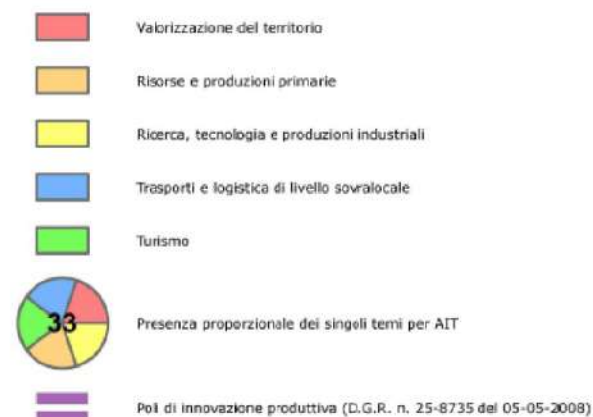 Valorizzazione del territorio
Risorse e produzioni primarie
Ricerca, tecnologia e produzioni industriali
Trasporti e logistica di livello sovralocale
Turismo
33
Presenza proporzionale dei singoli temi per AIT
Poli di innovazione produttiva (D.G.R. n. 25-8735 del 05-05-2008)